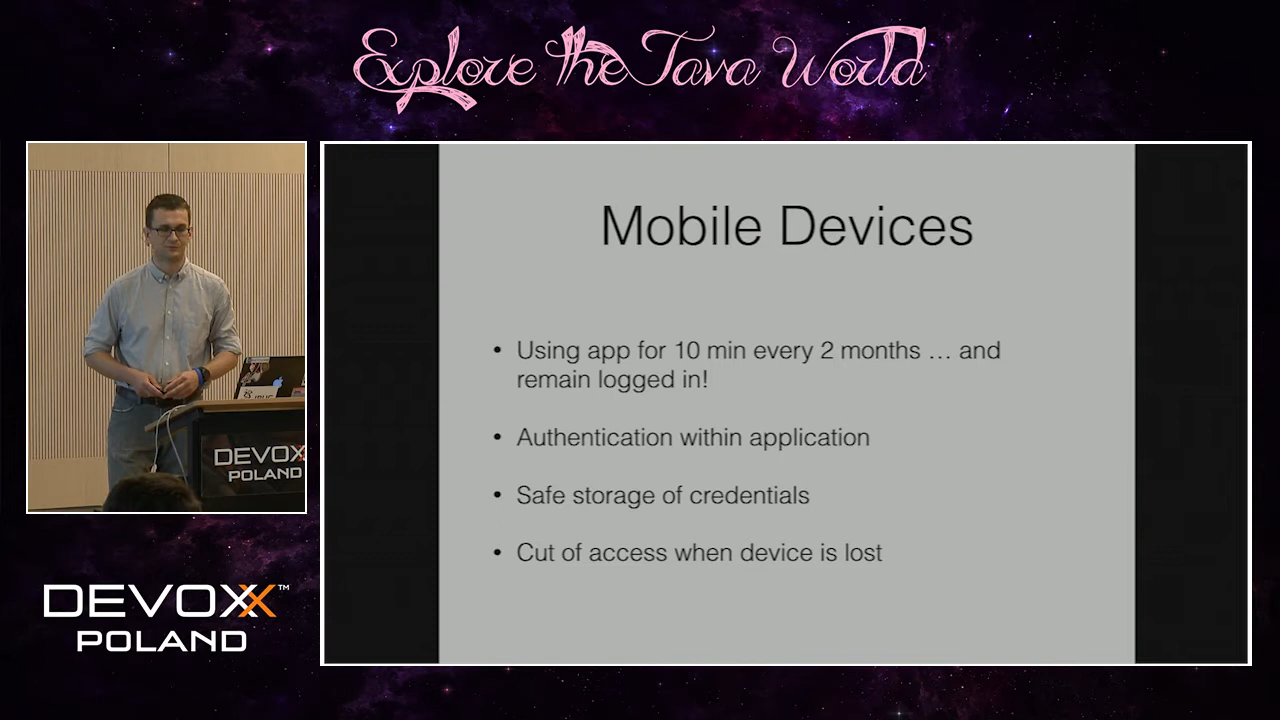 Explore the Java World
Mobile Devices
• Using app for 10 min every 2 months … and
remain logged in!
• Authentication within application
• Safe storage of credentials
• Cut of access when device is lost
DEVOXX
POLAND
DEVOXX™
POLAND